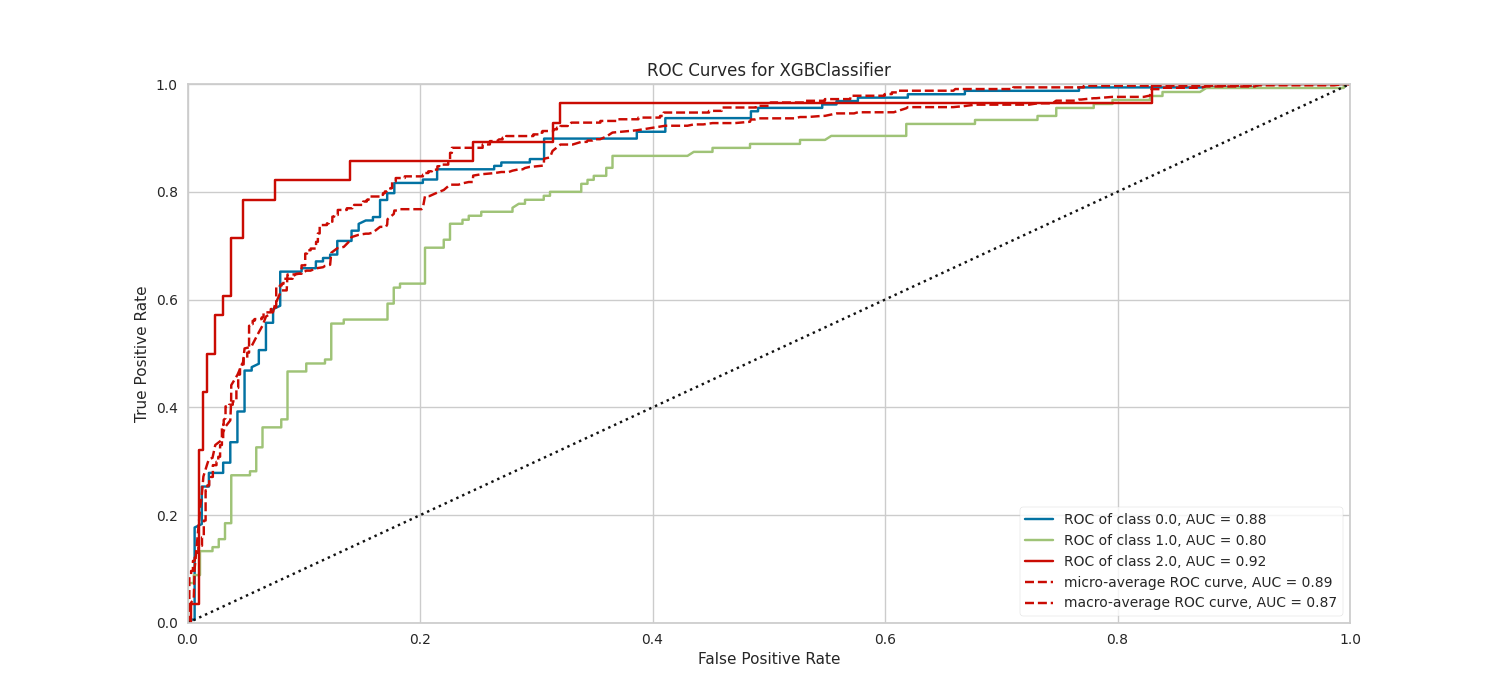 ROC Curves for XGBClassifier
1.0
0.8
0.6
0.4
0.2
0.0
True Positive Rate
0.0 0.2 0.4 0.6 0.8 1.0
False Positive Rate
ROC of class 0.0, AUC = 0.88
ROC of class 1.0, AUC = 0.80
ROC of class 2.0, AUC = 0.92
micro-average ROC curve, AUC = 0.89
macro-average ROC curve, AUC = 0.87